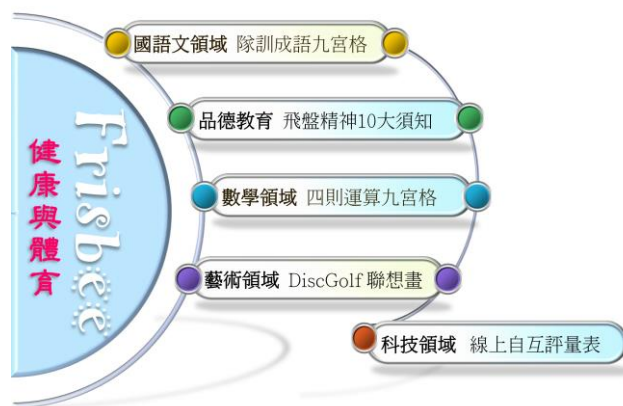 國語文領域 隊訓成語九宮格
品德教育 飛盤精神10大須知
數學領域 四則運算九宮格
藝術領域 DiscGolf 聯想畫
科技領域 線上自互評量表
Frisbee
健康與體育